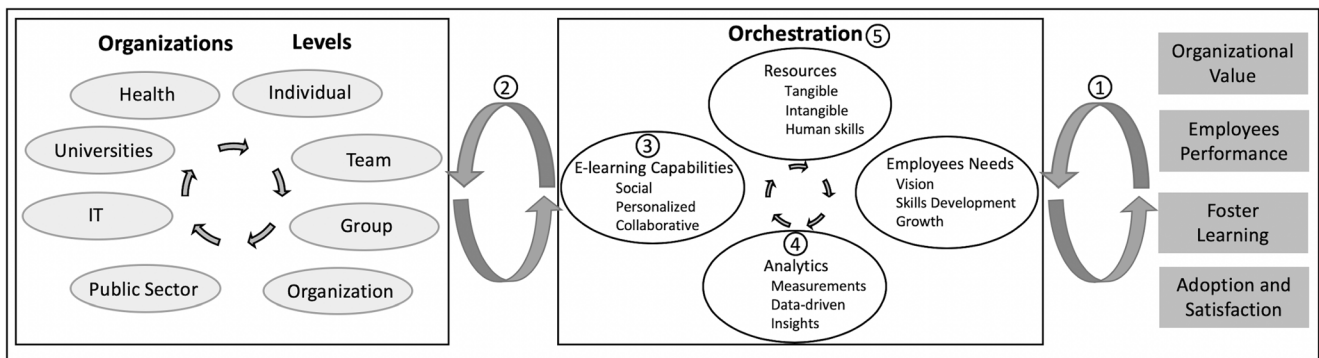 Organizations
Levels
Health
Individual
Universities
Team
IT
Group
Public Sector
Organization
2
Orchestration 5
Resources
Tangible
Intangible
Human skills
3
E-learning Capabilities
Social
Personalized
Collaborative
Employees Needs
Vision
Skills Development
Growth
4
Analytics
Measurements
Data-driven
Insights
1
Organizational
Value
Employees
Performance
Foster
Learning
Adoption and
Satisfaction